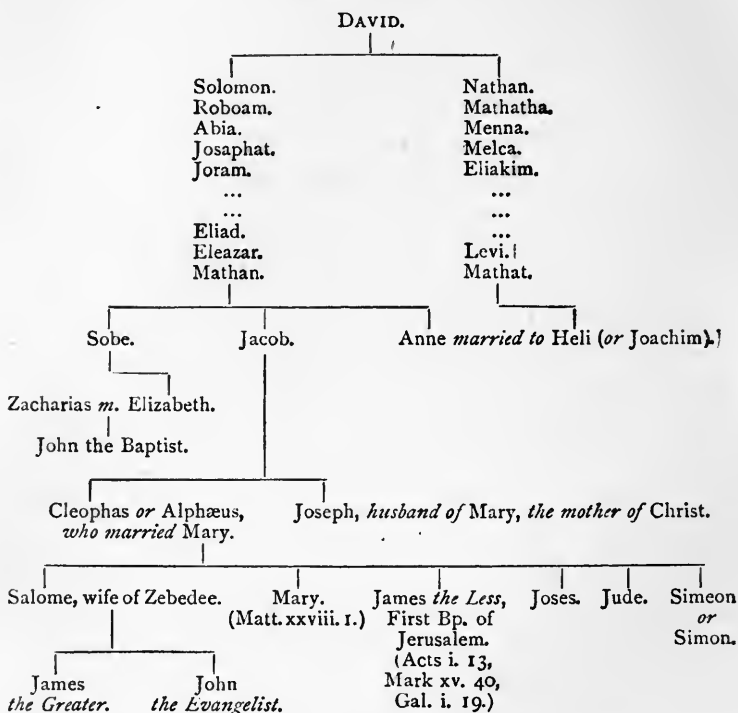 DAVID.
Solomon. Nathan.
Roboam. Mathatha.
Abia. Menna.
Josaphat. Melca.
Joram. Eliakim.
... ...
... ...
Eliad. ...
Eleazar. Levi.
Mathan. Mathat.
Sobe. Jacob. Anne married to Heli (or Joachim).
Zacharias m. Elizabeth.
John the Baptist.
Cleophas or Alphæus, Joseph, husband of Mary, the mother of Christ.
who married Mary.
Salome, wife of Zebedee. Mary. James the Less, Joses. Jude. Simeon
(Matt. xxviii. 1.) First Bp. of or
Jerusalem. Simon.
(Acts i. 13,
James John Mark xv. 40,
the Greater. the Evangelist. Gal. i. 19.)